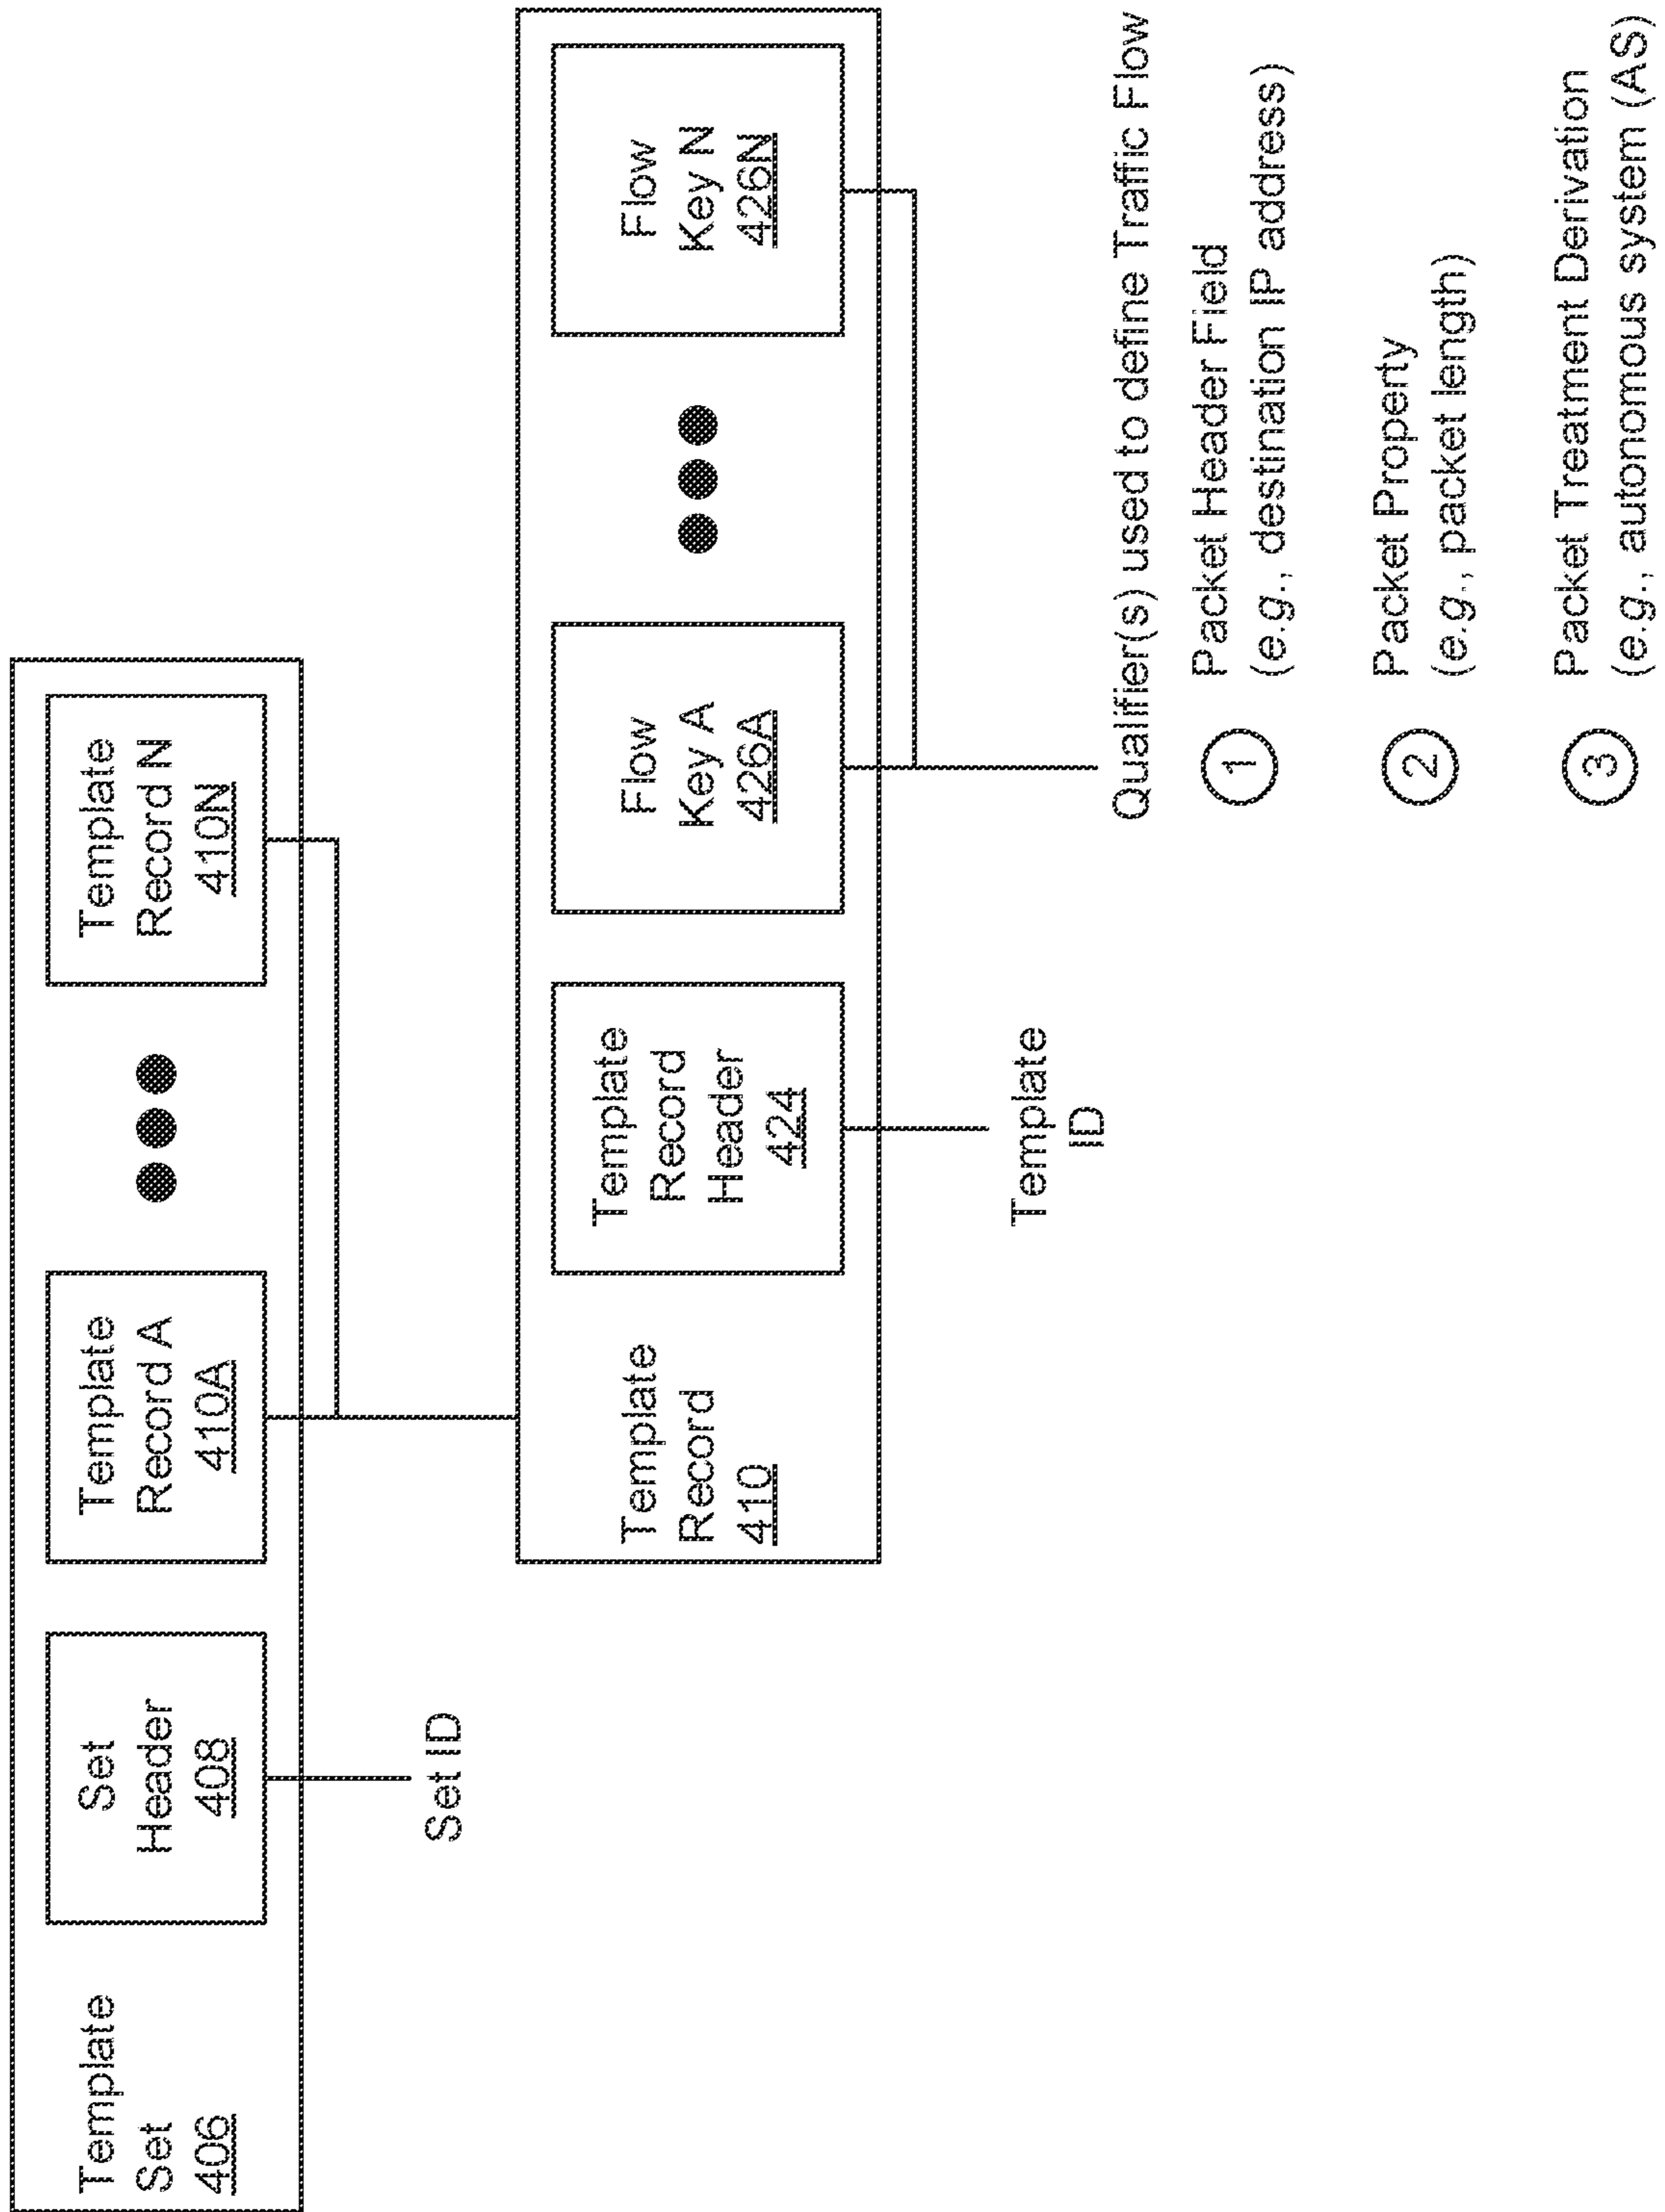 Template
Set
406
Set
Header
408
Template
Record A
410A
Template
Record N
410N
Set ID
Template
Record
410
Template
Record
Header
424
Flow
Key A
426A
Flow
Key N
426N
Template
ID
Qualifier(s) used to define Traffic Flow
1
Packet Header Field
(e.g., destination IP address)
2
Packet Property
(e.g., packet length)
3
Packet Treatment Derivation
(e.g., autonomous system (AS)